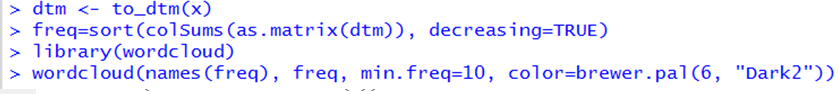 > dtm <- to_dtm(x)
> freq=sort(colSums(as.matrix(dtm)), decreasing=TRUE)
> library(wordcloud)
> wordcloud(names(freq), freq, min.freq=10, color=brewer.pal(6, "Dark2"))